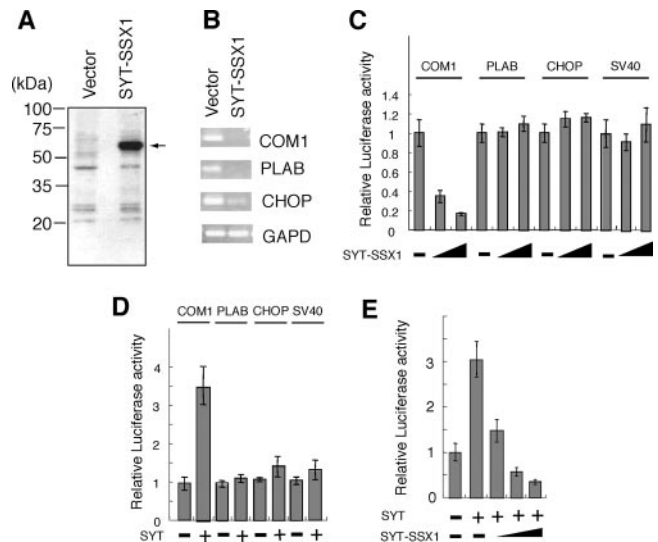 A
Vector
SYT-SSX1
(kDa)
100
75
50
35
20
B
Vector
SYT-SSX1
COM1
PLAB
CHOP
GAPD
C
COM1 PLAB CHOP SV40
Relative Luciferase activity
1.4
1.2
1
0.8
0.6
0.4
0.2
0
SYT-SSX1 − − − −
D
COM1 PLAB CHOP SV40
Relative Luciferase activity
4
3
2
1
0
SYT − + − + − + − +
E
Relative Luciferase activity
3
2
1
0
SYT − + + + +
SYT-SSX1 − −